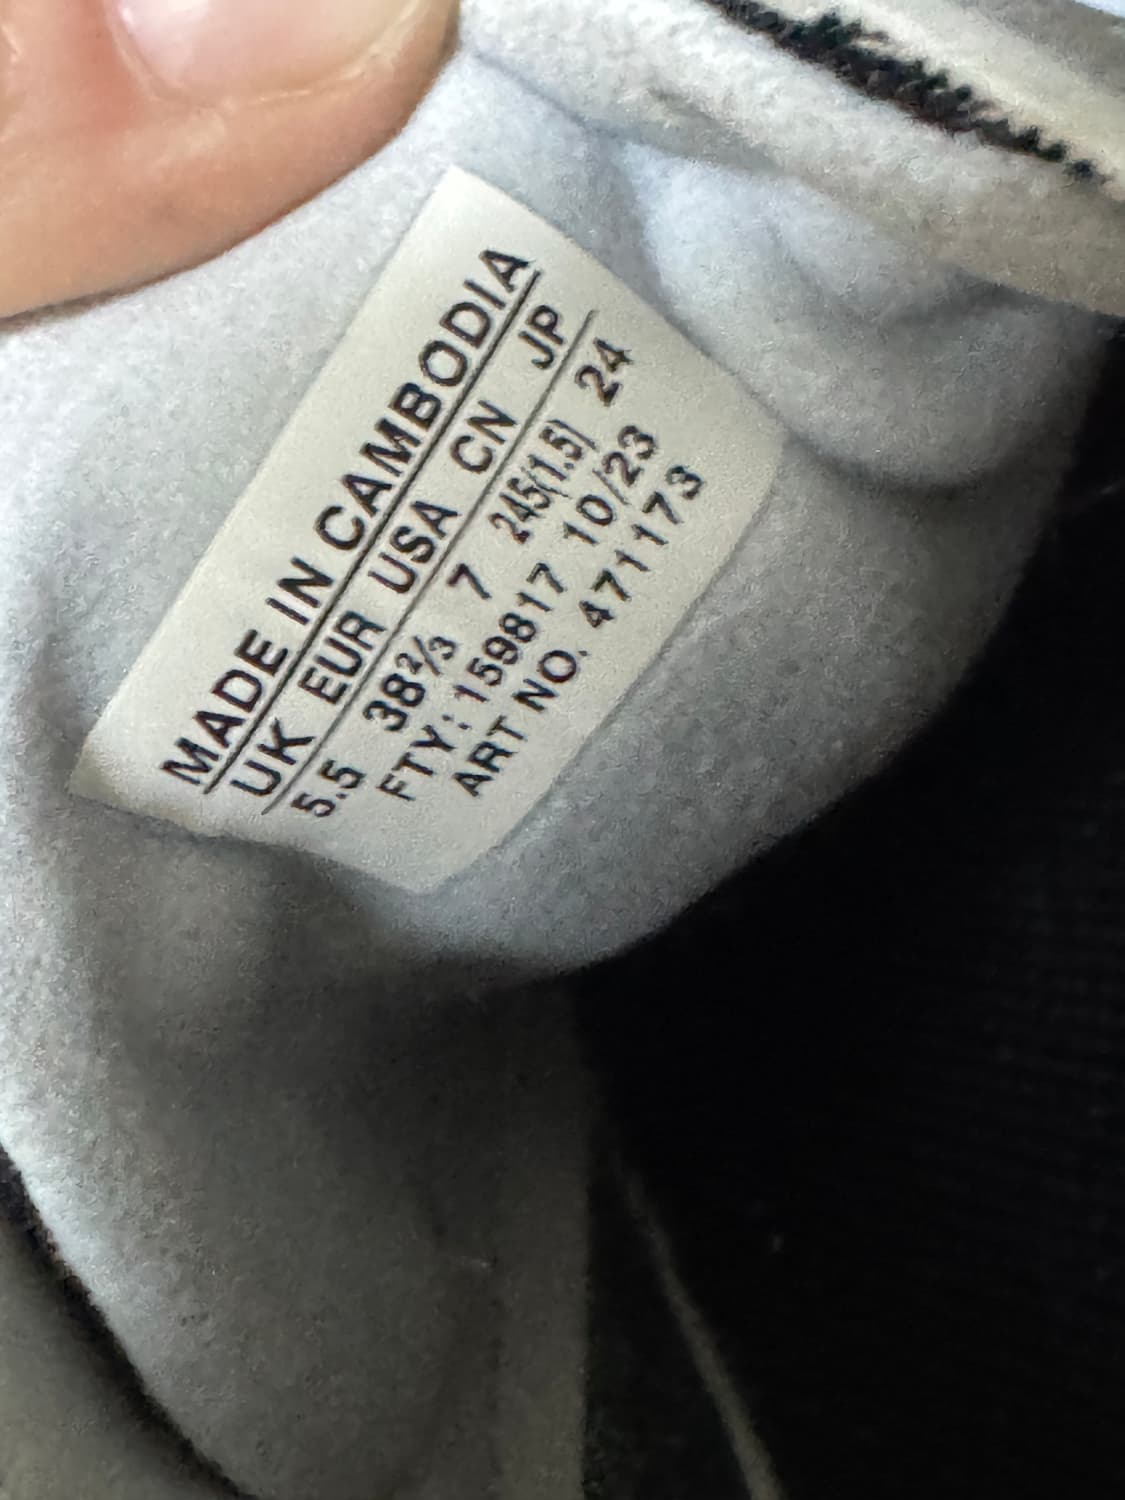 MADE IN CAMBODIA
UK EUR USA CN JP
5.5 38⅔ 7 245(1.5) 24
FTY: 159817 10/23
ART NO. 471173